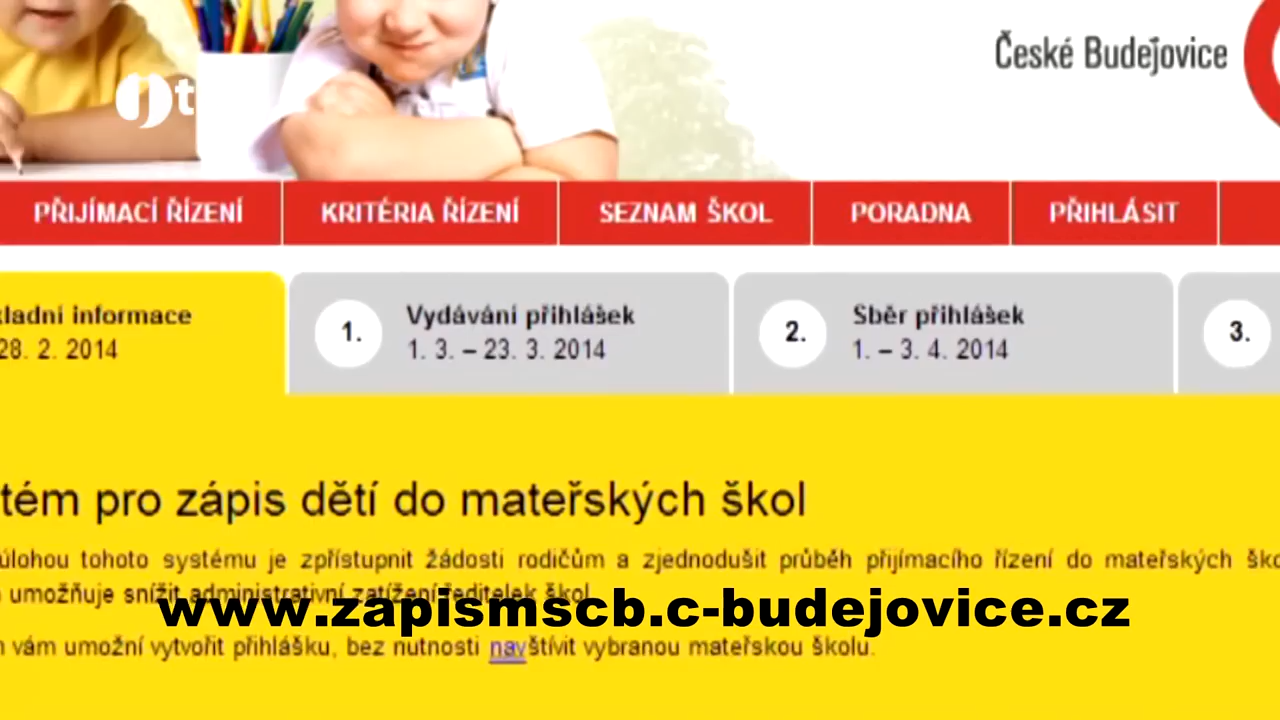 jt
České Budejovice
PŘIJÍMACÍ ŘÍZENÍ
KRITÉRIA ŘÍZENÍ
SEZNAM ŠKOL
PORADNA
PŘIHLÁSIT
kladní informace
28. 2. 2014
1.
Vydávání přihlášek
1. 3. – 23. 3. 2014
2.
Sběr přihlášek
1. – 3. 4. 2014
3.
tém pro zápis dětí do mateřských škol
úlohou tohoto systému je zpřístupnit žádosti rodičům a zjednodušit průběh přijímacího řízení do mateřských ško
umožňuje snížit administrativní zatížení ředitelek škol
www.zapismscb.c-budejovice.cz
vám umožní vytvořit přihlášku, bez nutnosti navštívit vybranou mateřskou školu.